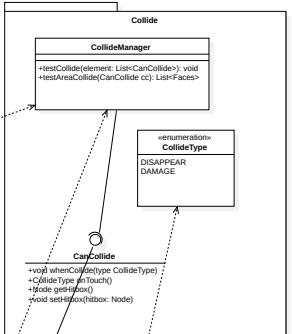 Collide
CollideManager
+testCollide(element: List<CanCollide>): void
+testAreaCollide(CanCollide cc): List<Faces>
«enumeration»
CollideType
DISAPPEAR
DAMAGE
CanCollide
+void whenCollide(type CollideType)
+CollideType onTouch()
+Node getHitbox()
+void setHitbox(hitbox: Node)